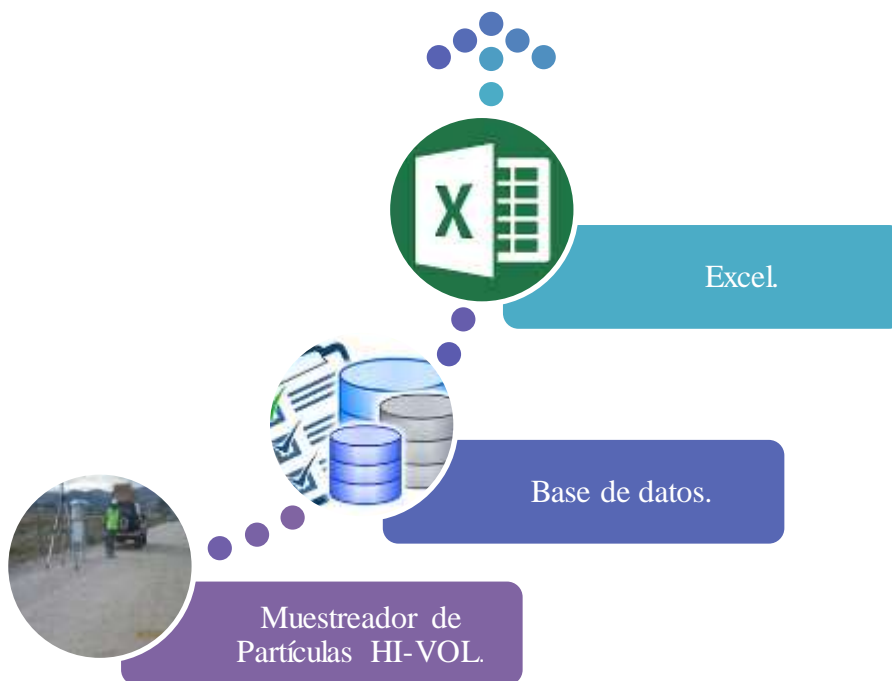 X
Excel.
Base de datos.
Muestreador de
Partículas HI-VOL.